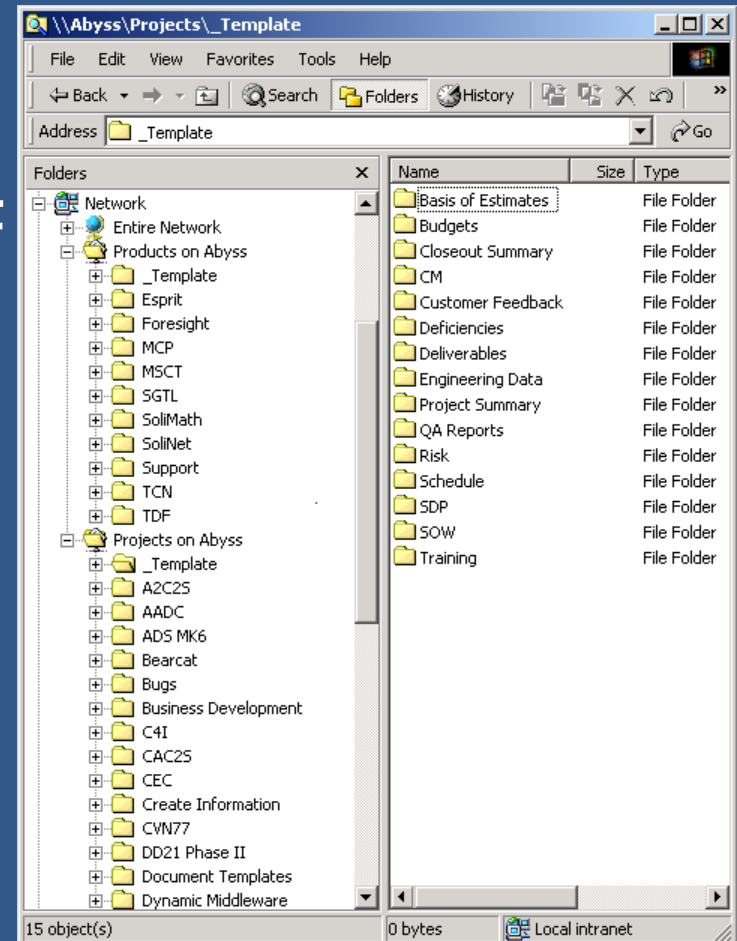 \\Abyss\Projects\_Template
File Edit View Favorites Tools Help
Back Search Folders History »
Address _Template Go
Folders
Network
Entire Network
Products on Abyss
_Template
Esprit
Foresight
MCP
MSCT
SGTL
SoliMath
SoliNet
Support
TCN
TDF
Projects on Abyss
_Template
A2C2S
AADC
ADS MK6
Bearcat
Bugs
Business Development
C4I
CAC2S
CEC
Create Information
CVN77
DD21 Phase II
Document Templates
Dynamic Middleware
Name Size Type
Basis of Estimates File Folder
Budgets File Folder
Closeout Summary File Folder
CM File Folder
Customer Feedback File Folder
Deficiencies File Folder
Deliverables File Folder
Engineering Data File Folder
Project Summary File Folder
QA Reports File Folder
Risk File Folder
Schedule File Folder
SDP File Folder
SOW File Folder
Training File Folder
15 object(s) 0 bytes Local intranet